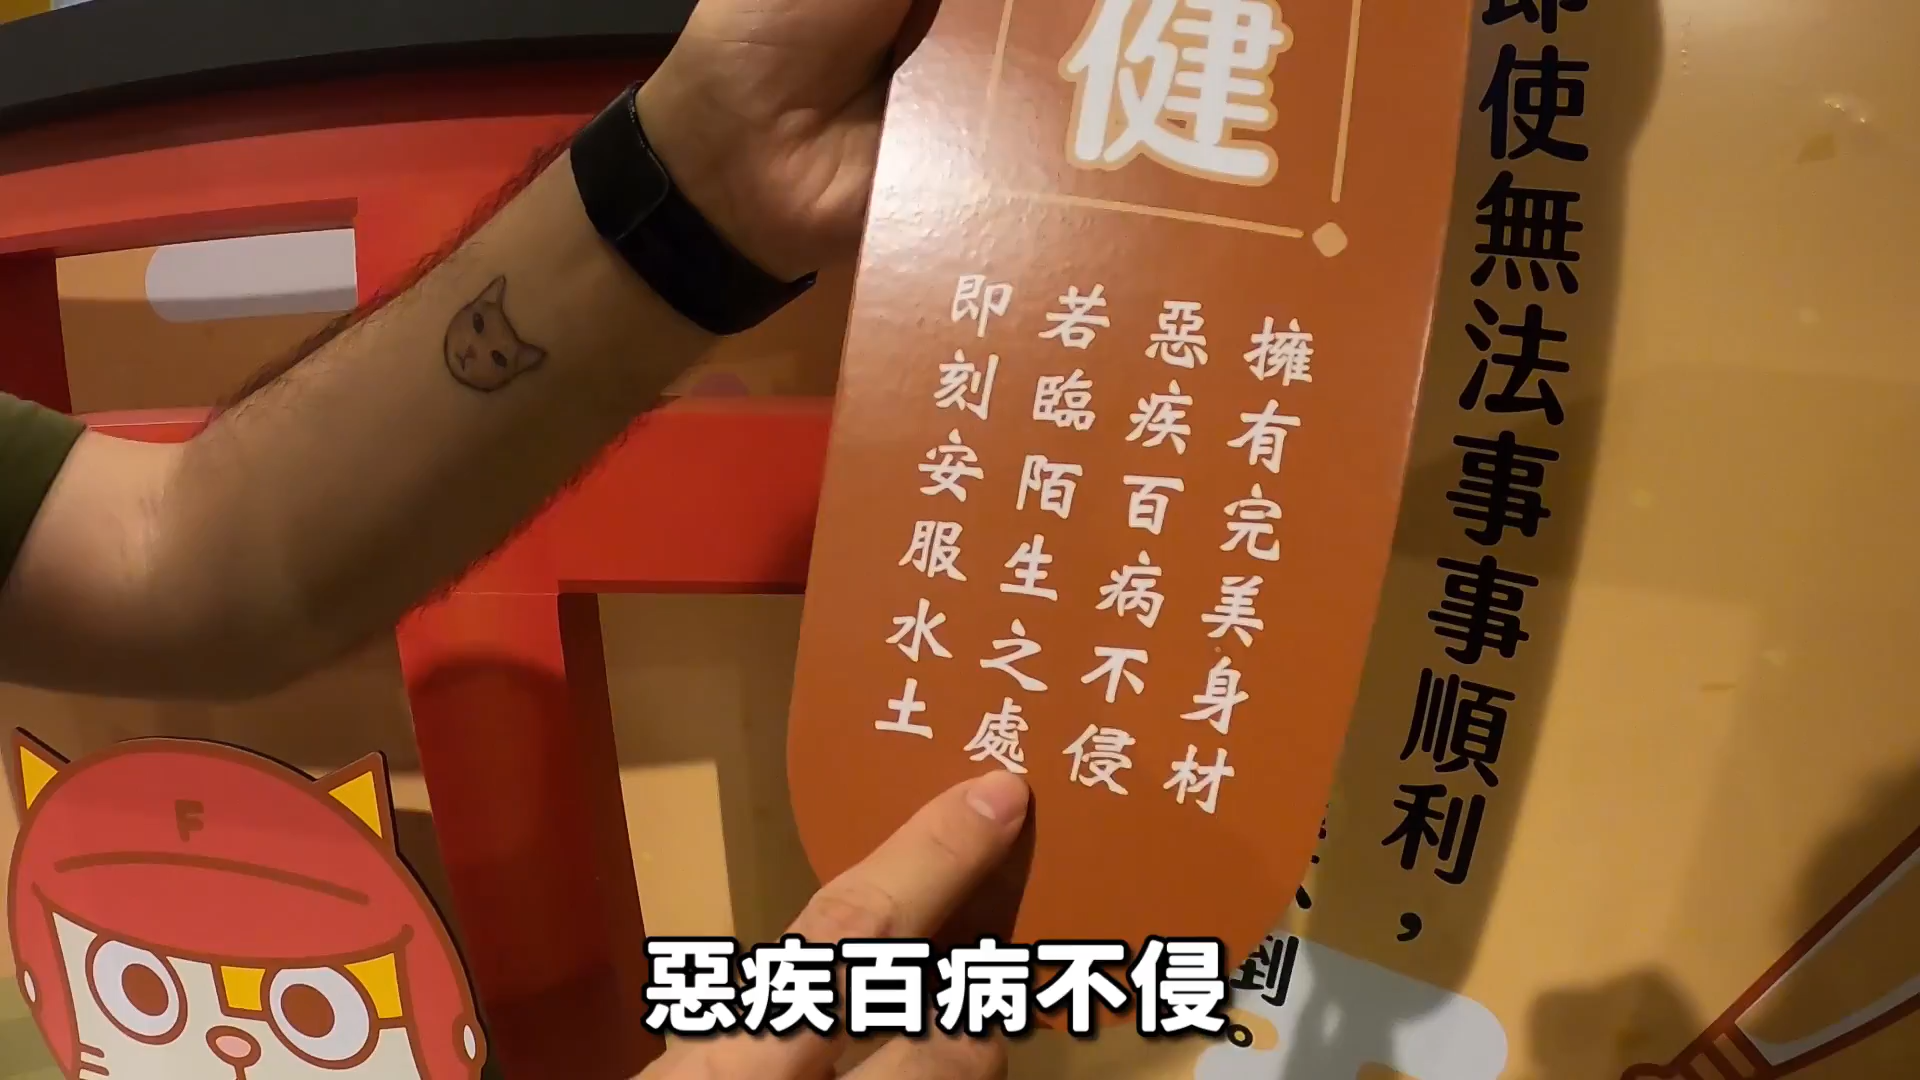 健
擁有完美身材
惡疾百病不侵
若臨陌生之處
即刻安服水土
即使無法事事順利，
到。
F
惡疾百病不侵